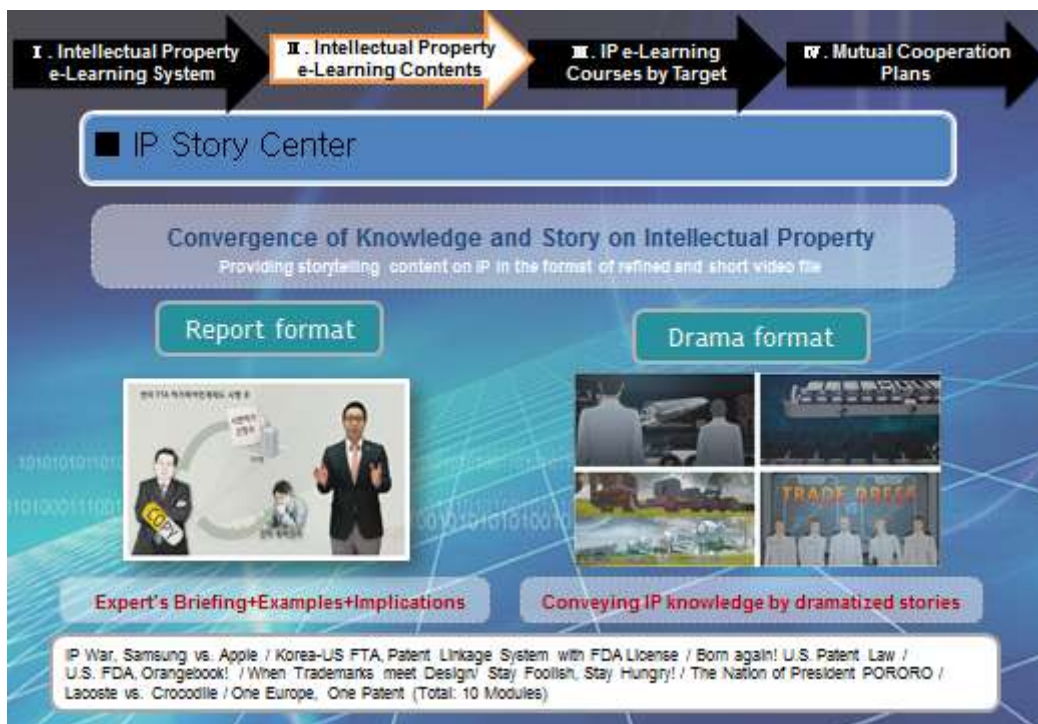 Ⅰ. Intellectual Property
e-Learning System
Ⅱ. Intellectual Property
e-Learning Contents
Ⅲ. IP e-Learning
Courses by Target
Ⅳ. Mutual Cooperation
Plans
■ IP Story Center
Convergence of Knowledge and Story on Intellectual Property
Providing storytelling content on IP in the format of refined and short video file
Report format
Drama format
COPY
TRADE DRESS
Expert's Briefing+Examples+Implications
Conveying IP knowledge by dramatized stories
IP War, Samsung vs. Apple / Korea-US FTA, Patent Linkage System with FDA License / Born again! U.S. Patent Law /
U.S. FDA, Orangebook! / When Trademarks meet Design/ Stay Foolish, Stay Hungry! / The Nation of President PORORO /
Lacoste vs. Crocodile / One Europe, One Patent (Total: 10 Modules)